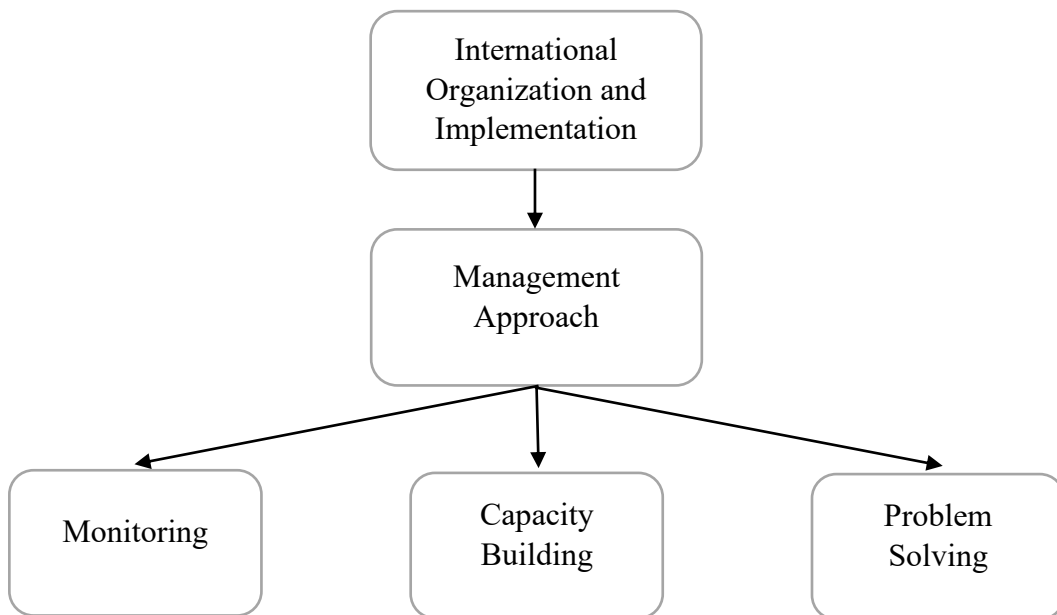 International
Organization and
Implementation
Management
Approach
Monitoring
Capacity
Building
Problem
Solving